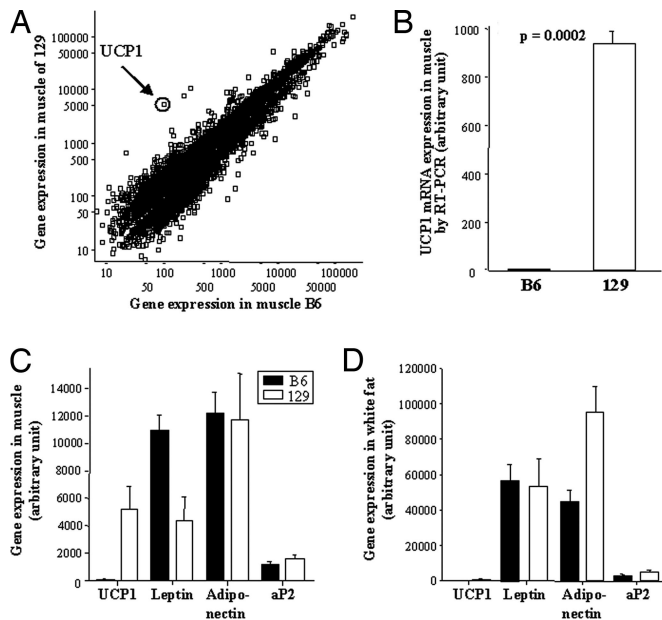 A
Gene expression in muscle of 129
100000
50000
10000
5000
1000
500
100
50
10
UCP1
10 100 1000 10000 100000
50 500 5000 50000
Gene expression in muscle B6
B
UCP1 mRNA expression in muscle
by RT-PCR (arbitrary unit)
1000
800
600
400
200
0
p = 0.0002
B6 129
C
Gene expression in muscle
(arbitrary unit)
14000
12000
10000
8000
6000
4000
2000
0
B6
129
UCP1 Leptin Adipo- aP2
nectin
D
Gene expression in white fat
(arbitrary unit)
120000
100000
80000
60000
40000
20000
0
UCP1 Leptin Adipo- aP2
nectin